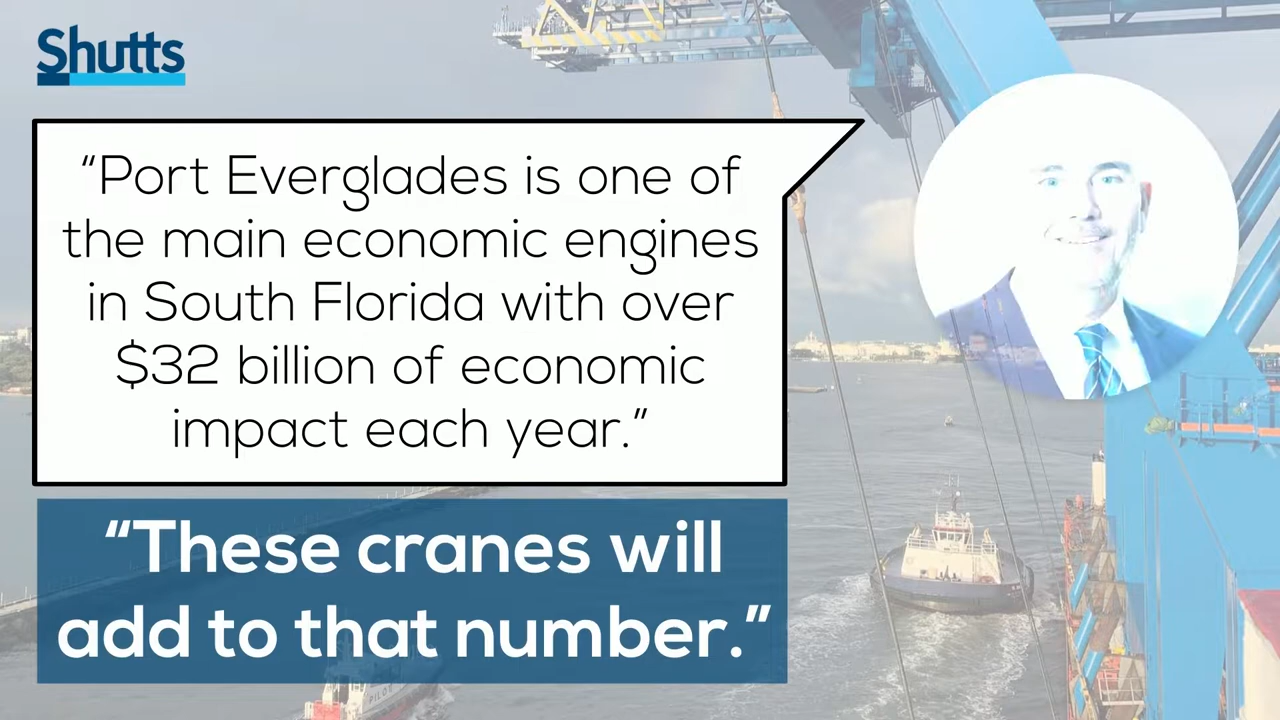 Shutts
“Port Everglades is one of
the main economic engines
in South Florida with over
$32 billion of economic
impact each year.”
“These cranes will
add to that number.”
PILOT